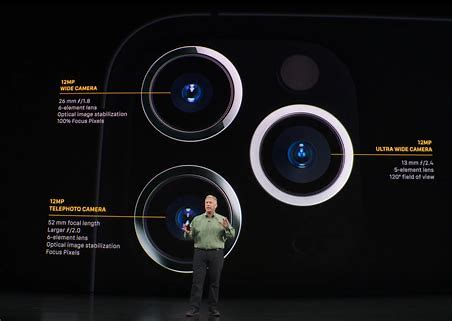 12MP
WIDE CAMERA
26 mm ƒ/1.8
6-element lens
Optical image stabilization
100% Focus Pixels
12MP
ULTRA WIDE CAMERA
13 mm ƒ/2.4
5-element lens
120° field of view
12MP
TELEPHOTO CAMERA
52 mm focal length
Larger ƒ/2.0
6-element lens
Optical image stabilization
Focus Pixels